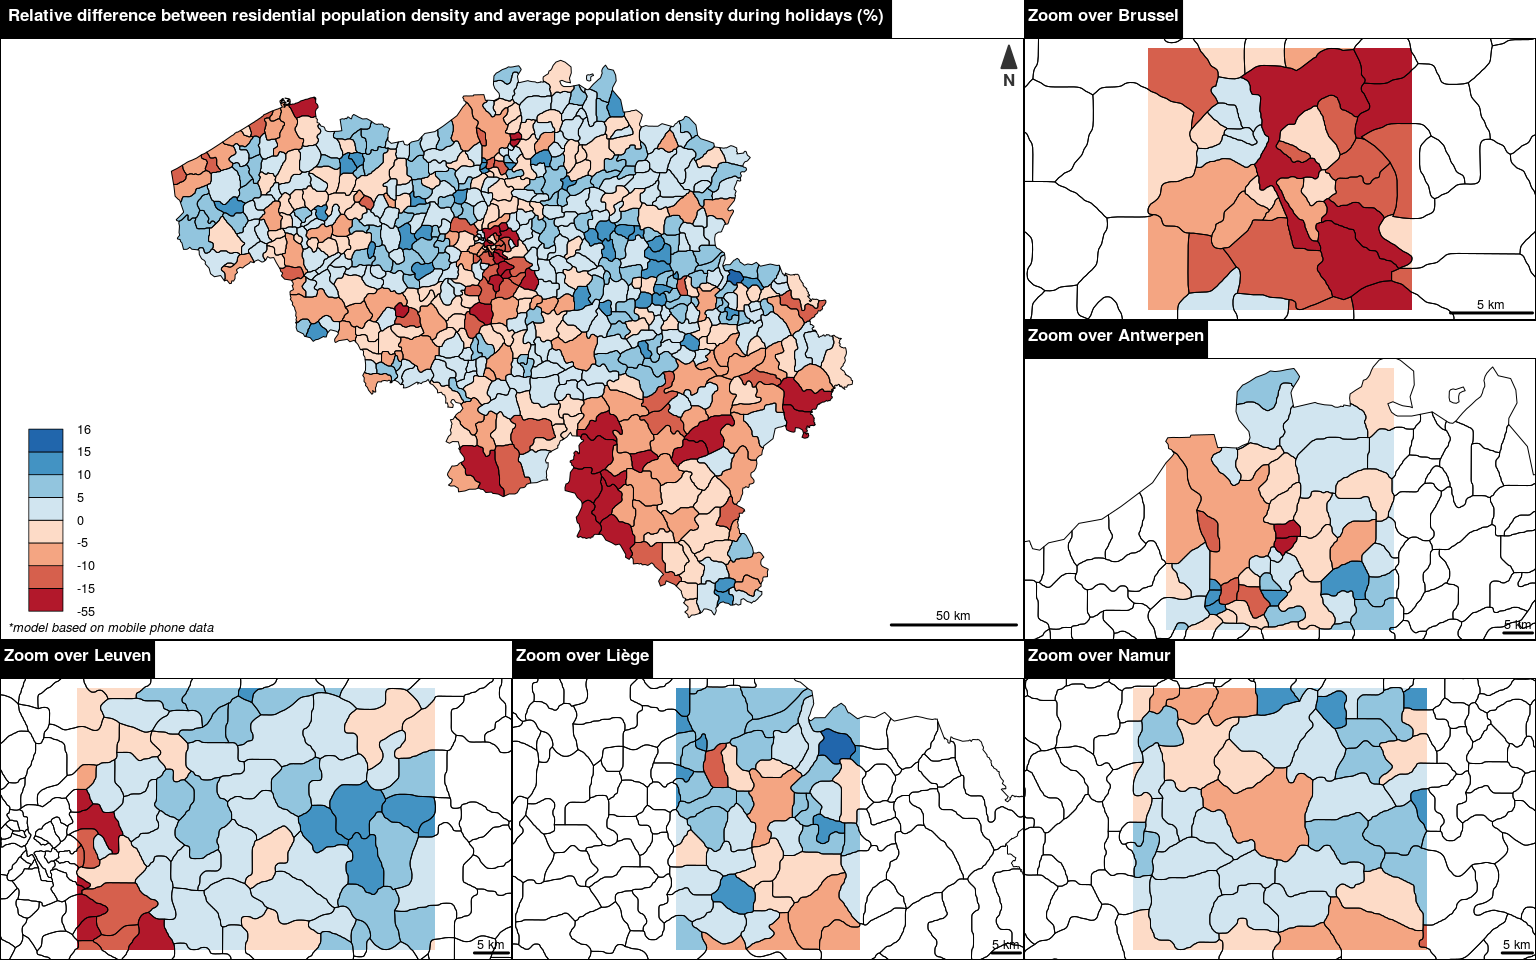 Relative difference between residential population density and average population density during holidays (%)
Zoom over Brussel
N
5 km
Zoom over Antwerpen
16
15
10
5
0
-5
-10
-15
-55
*model based on mobile phone data
50 km
5 km
Zoom over Leuven
Zoom over Liège
Zoom over Namur
5 km
5 km
5 km